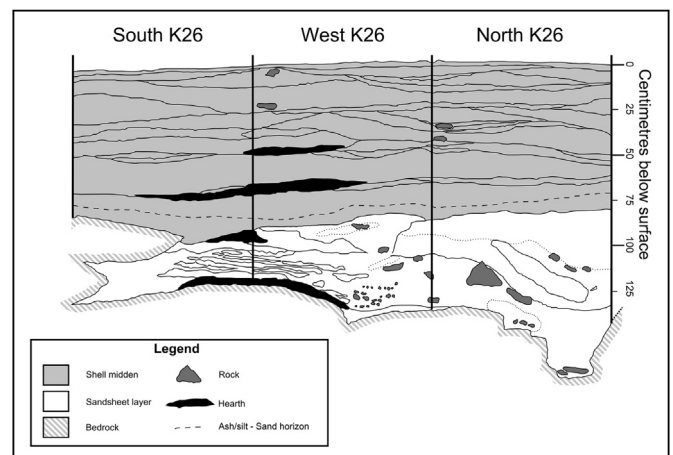 South K26
West K26
North K26
0
25
50
75
100
125
Centimetres below surface
Legend
Shell midden
Rock
Sandsheet layer
Hearth
Bedrock
Ash/silt - Sand horizon